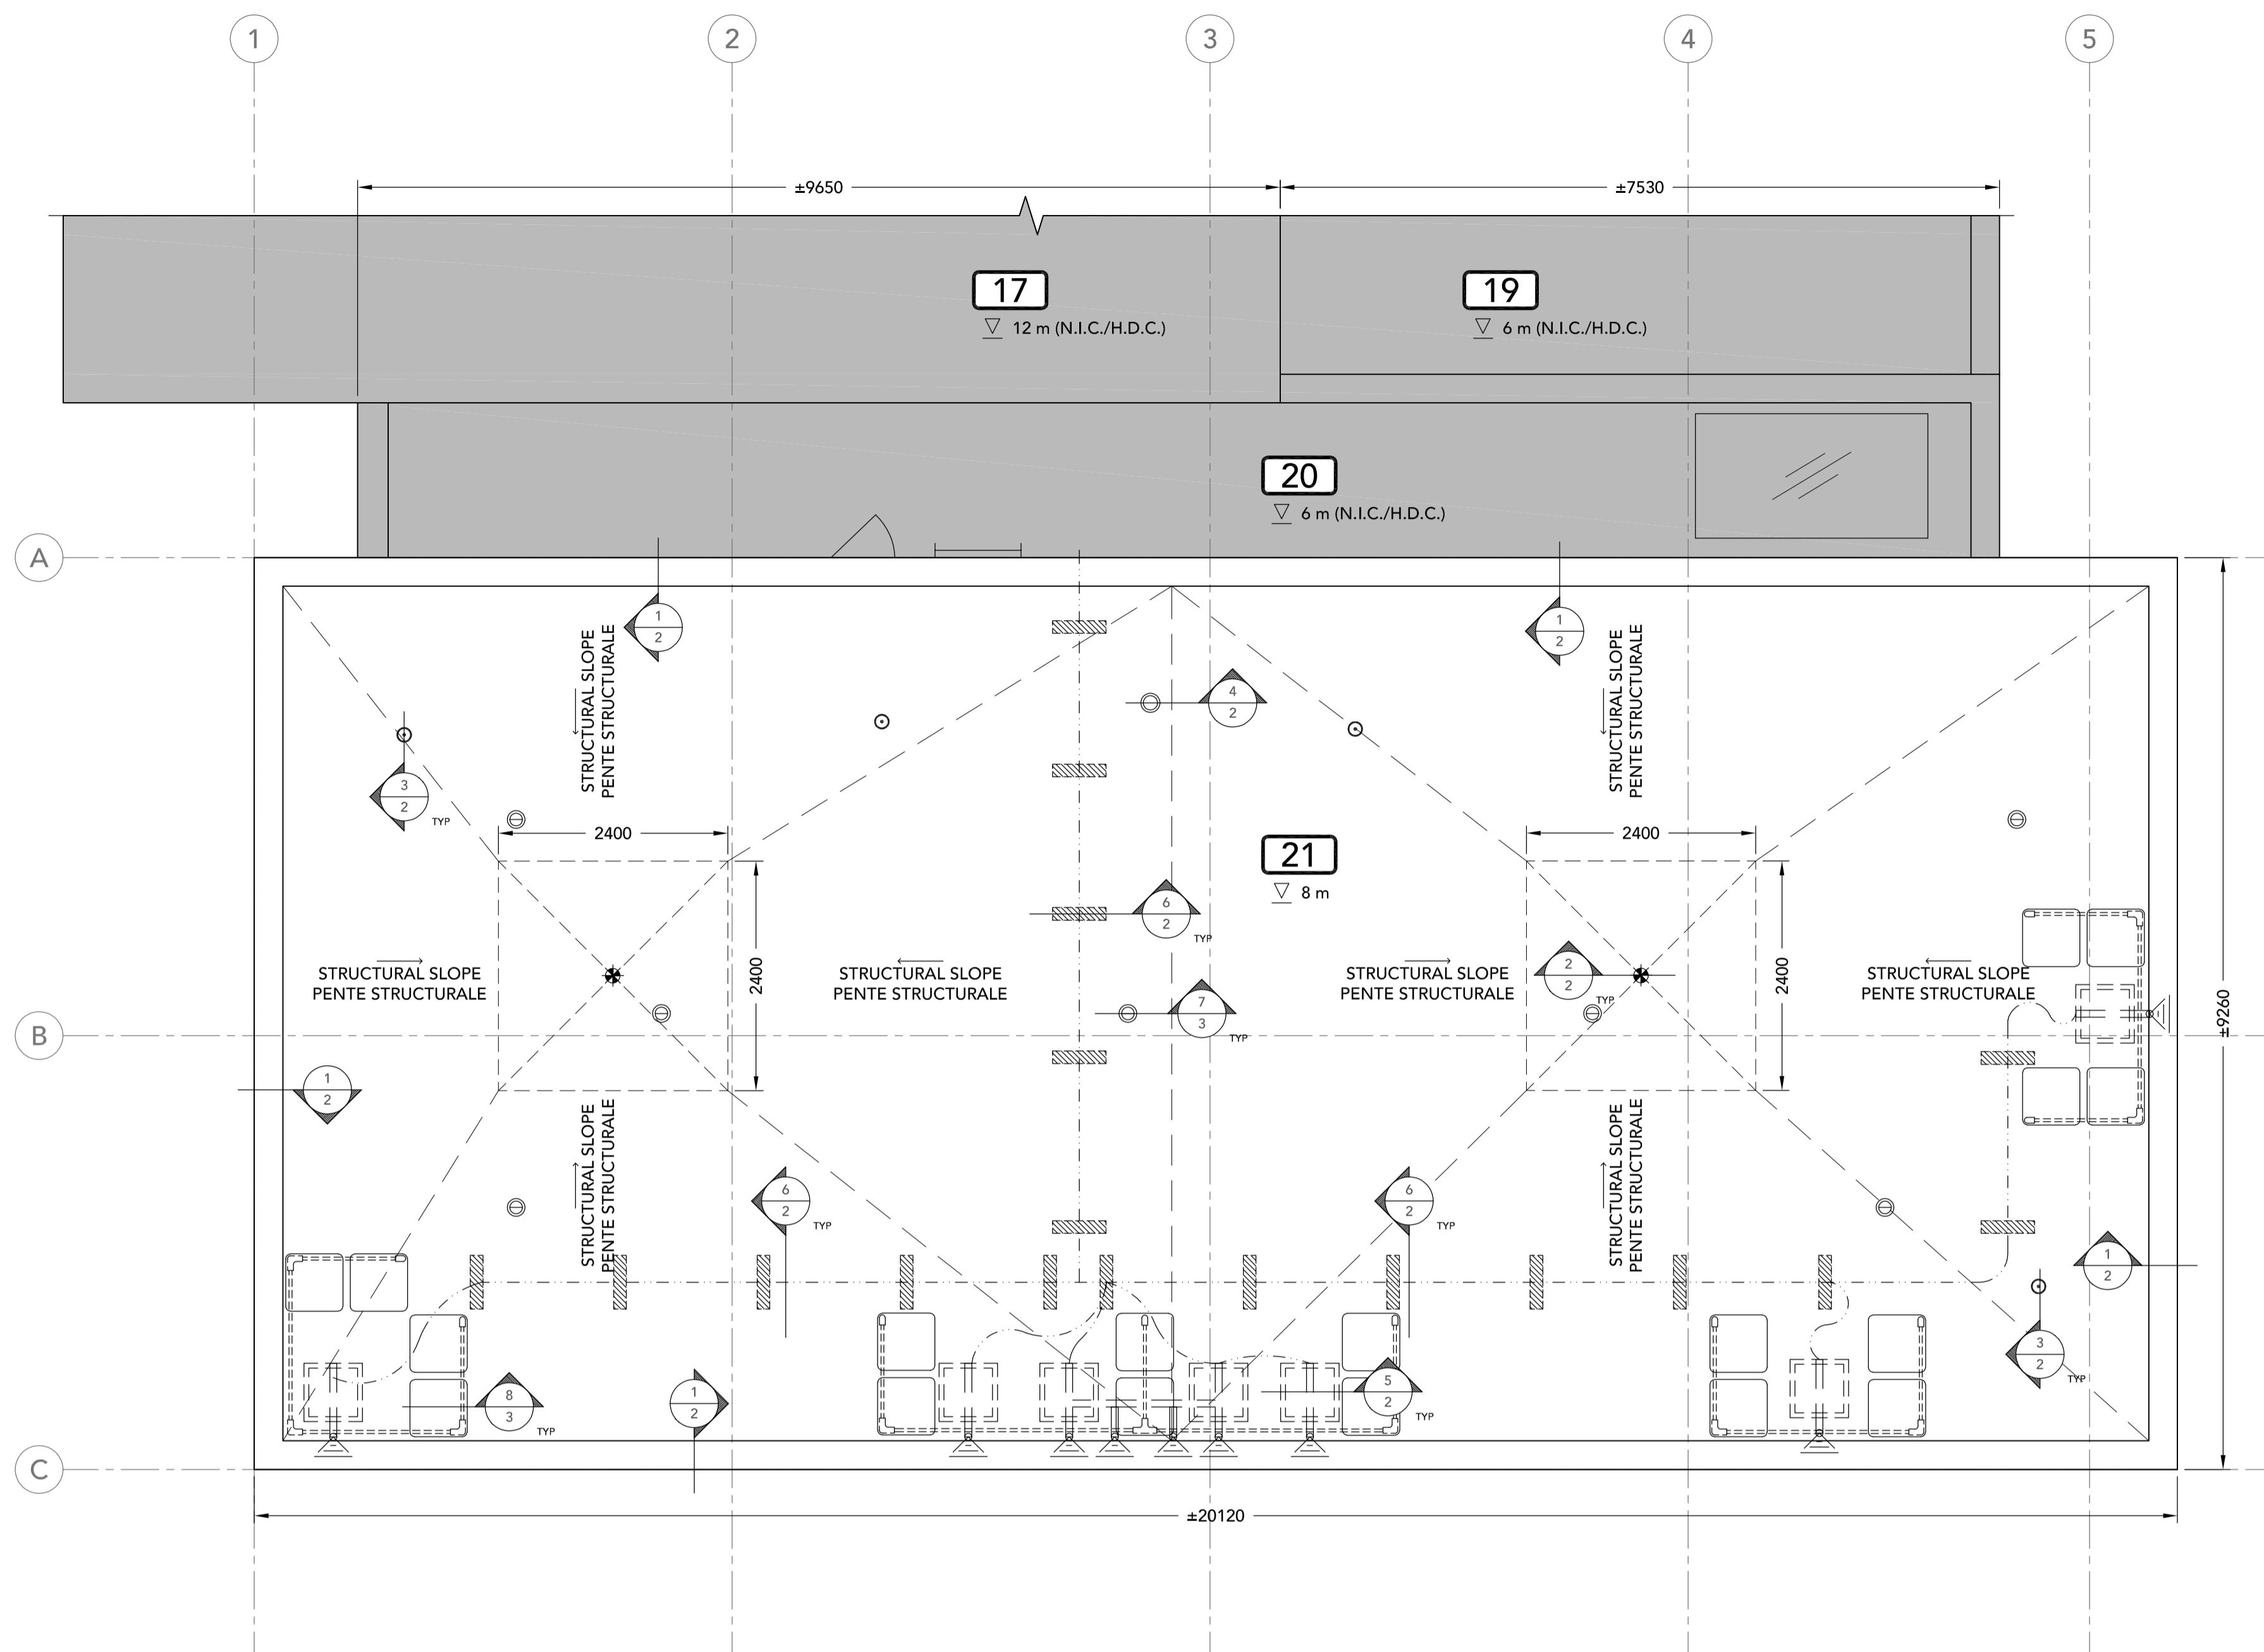 1 2 3 4 5
±9650 ±7530
17
12 m (N.I.C./H.D.C.)
19
6 m (N.I.C./H.D.C.)
20
6 m (N.I.C./H.D.C.)
A
1
2
STRUCTURAL SLOPE
PENTE STRUCTURALE
1
2
STRUCTURAL SLOPE
PENTE STRUCTURALE
4
2
3
2
TYP
2400
2400
21
8 m
6
2
TYP
2400
STRUCTURAL SLOPE
PENTE STRUCTURALE
STRUCTURAL SLOPE
PENTE STRUCTURALE
STRUCTURAL SLOPE
PENTE STRUCTURALE
2
2
TYP
2400
STRUCTURAL SLOPE
PENTE STRUCTURALE
±9260
7
3
TYP
B
1
2
STRUCTURAL SLOPE
PENTE STRUCTURALE
6
2
TYP
6
2
TYP
STRUCTURAL SLOPE
PENTE STRUCTURALE
1
2
3
2
TYP
8
3
TYP
1
2
5
2
TYP
C
±20120